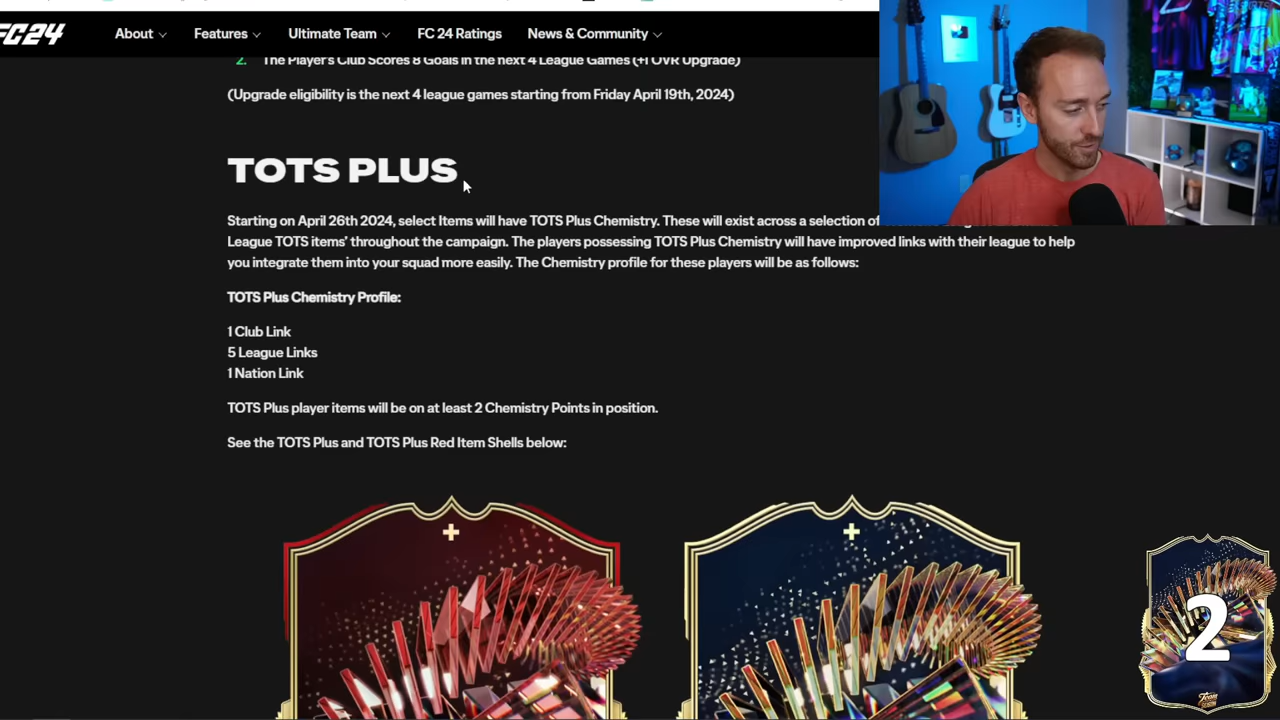 FC24
About
Features
Ultimate Team
FC 24 Ratings
News & Community
2. The Player's Club Scores 8 Goals in the next 4 League Games (+1 OVR Upgrade)
(Upgrade eligibility is the next 4 league games starting from Friday April 19th, 2024)
TOTS PLUS
Starting on April 26th 2024, select Items will have TOTS Plus Chemistry. These will exist across a selection of
League TOTS items' throughout the campaign. The players possessing TOTS Plus Chemistry will have improved links with their league to help
you integrate them into your squad more easily. The Chemistry profile for these players will be as follows:
TOTS Plus Chemistry Profile:
1 Club Link
5 League Links
1 Nation Link
TOTS Plus player items will be on at least 2 Chemistry Points in position.
See the TOTS Plus and TOTS Plus Red Item Shells below:
+
+
2